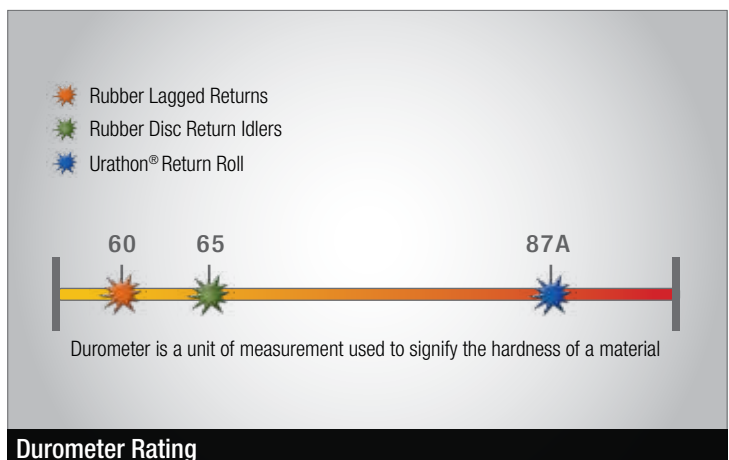 Rubber Lagged Returns
Rubber Disc Return Idlers
Urathon® Return Roll
60 65 87A
Durometer is a unit of measurement used to signify the hardness of a material
Durometer Rating